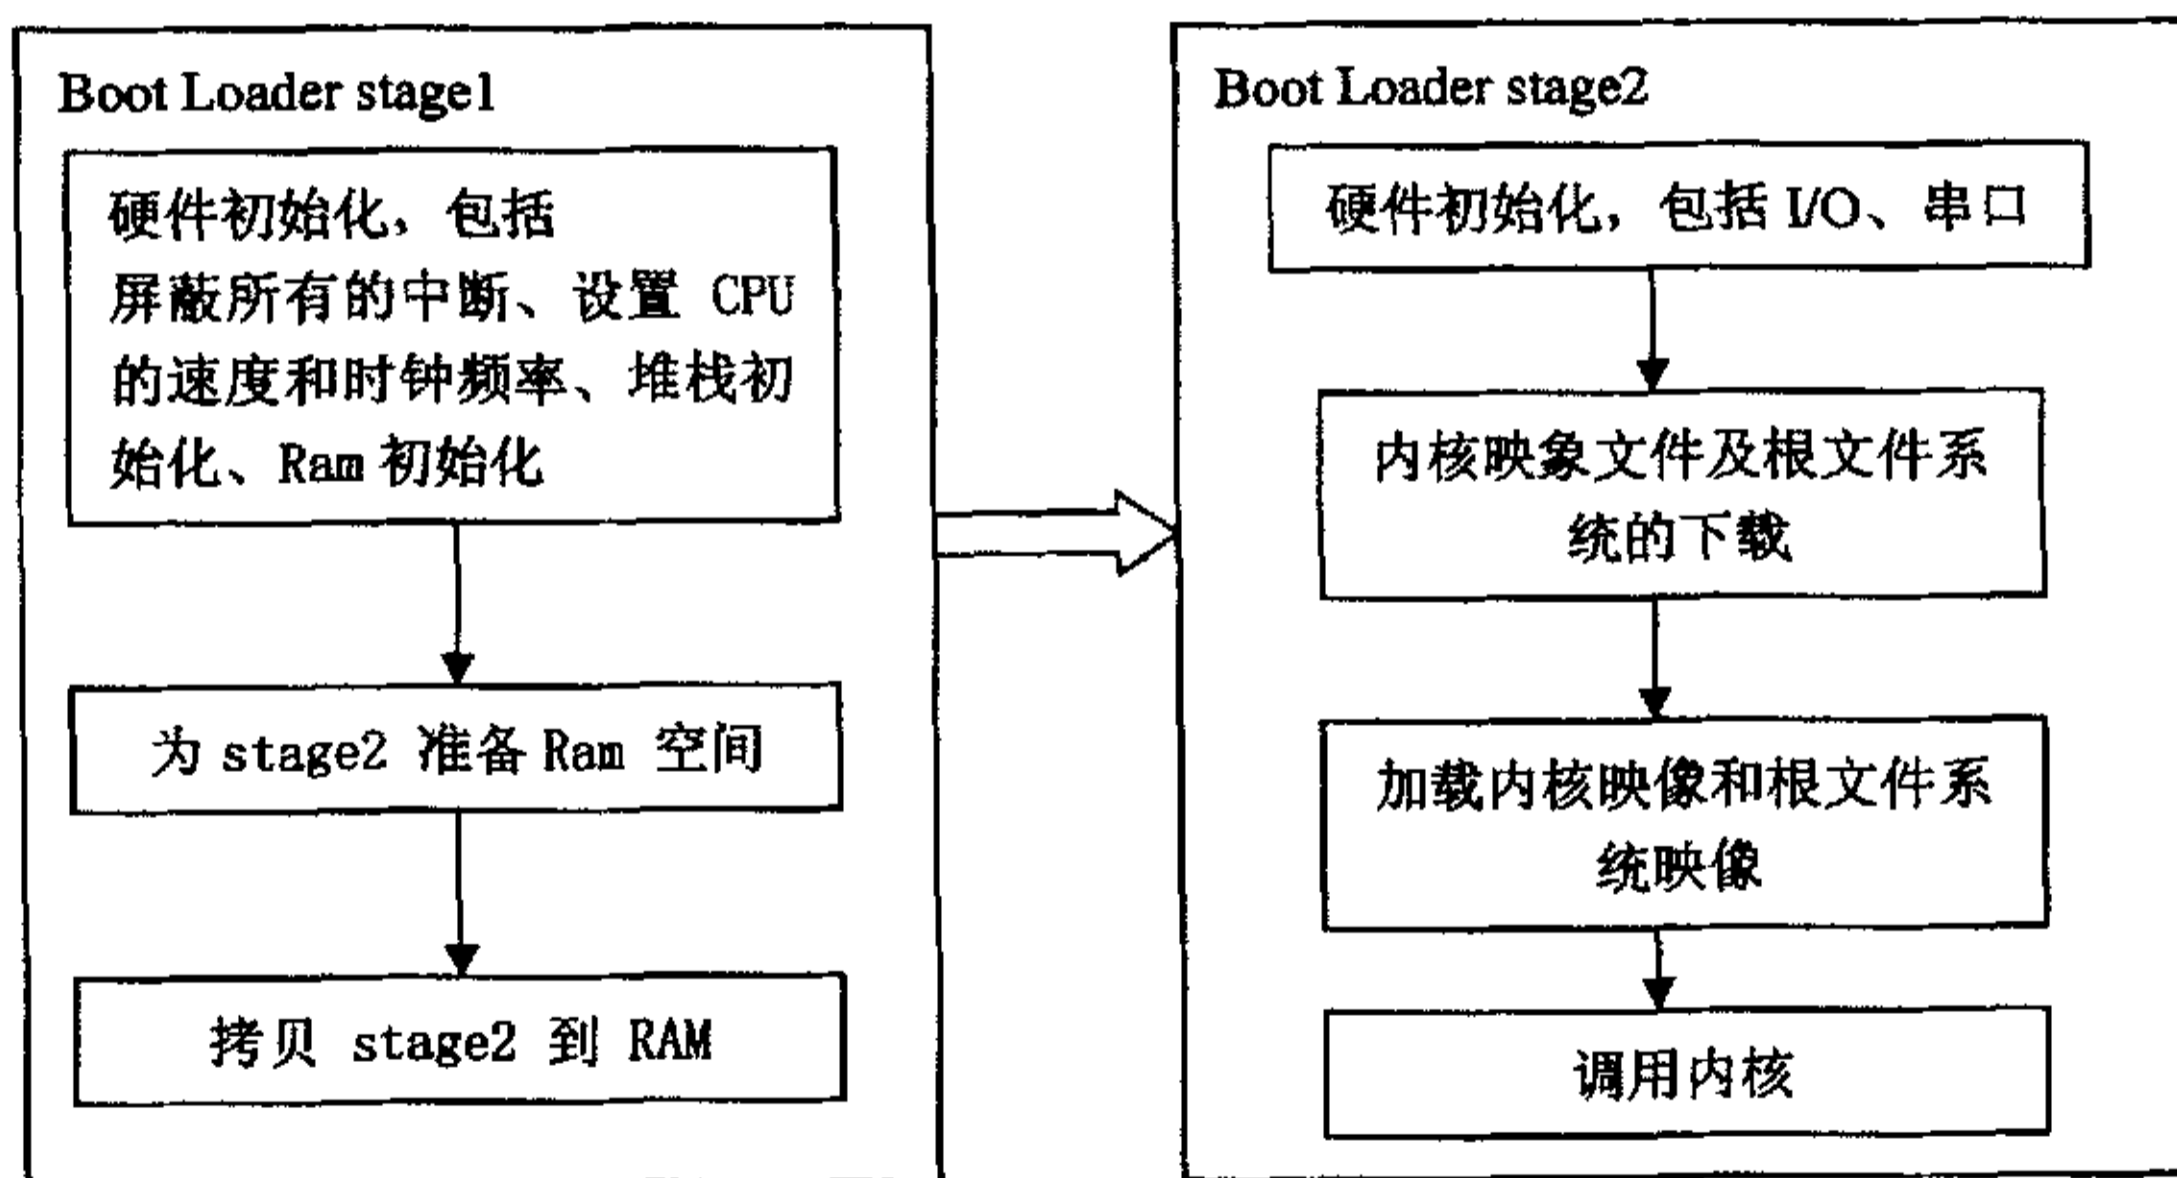 Boot Loader stage1
硬件初始化，包括
屏蔽所有的中断、设置 CPU
的速度和时钟频率、堆栈初
始化、Ram 初始化
为 stage2 准备 Ram 空间
拷贝 stage2 到 RAM
Boot Loader stage2
硬件初始化，包括 I/O、串口
内核映象文件及根文件系
统的下载
加载内核映像和根文件系
统映像
调用内核